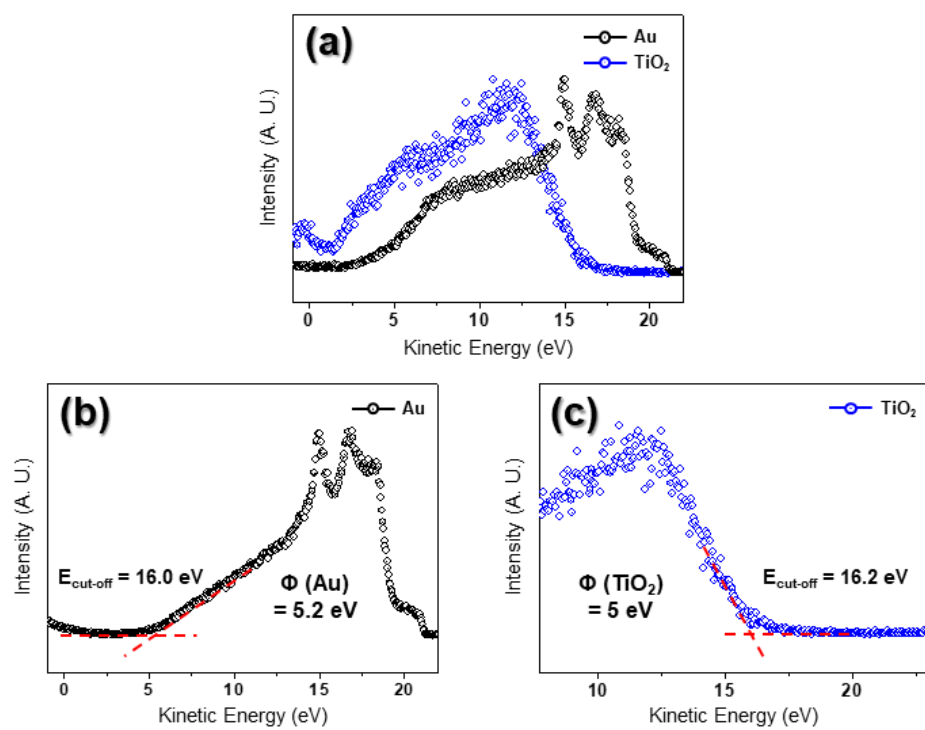 (a)
Au
TiO₂
Intensity (A. U.)
0 5 10 15 20
Kinetic Energy (eV)
(b)
Au
E_cut-off = 16.0 eV
Φ (Au)
= 5.2 eV
Intensity (A. U.)
0 5 10 15 20
Kinetic Energy (eV)
(c)
TiO₂
Φ (TiO₂)
= 5 eV
E_cut-off = 16.2 eV
Intensity (A. U.)
10 15 20
Kinetic Energy (eV)